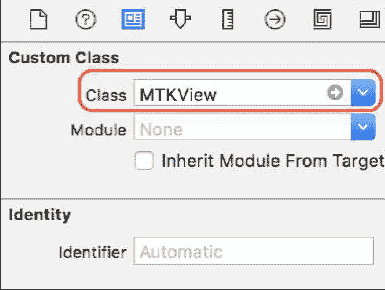 Custom Class
Class MTKView
Module None
Inherit Module From Target
Identity
Identifier Automatic